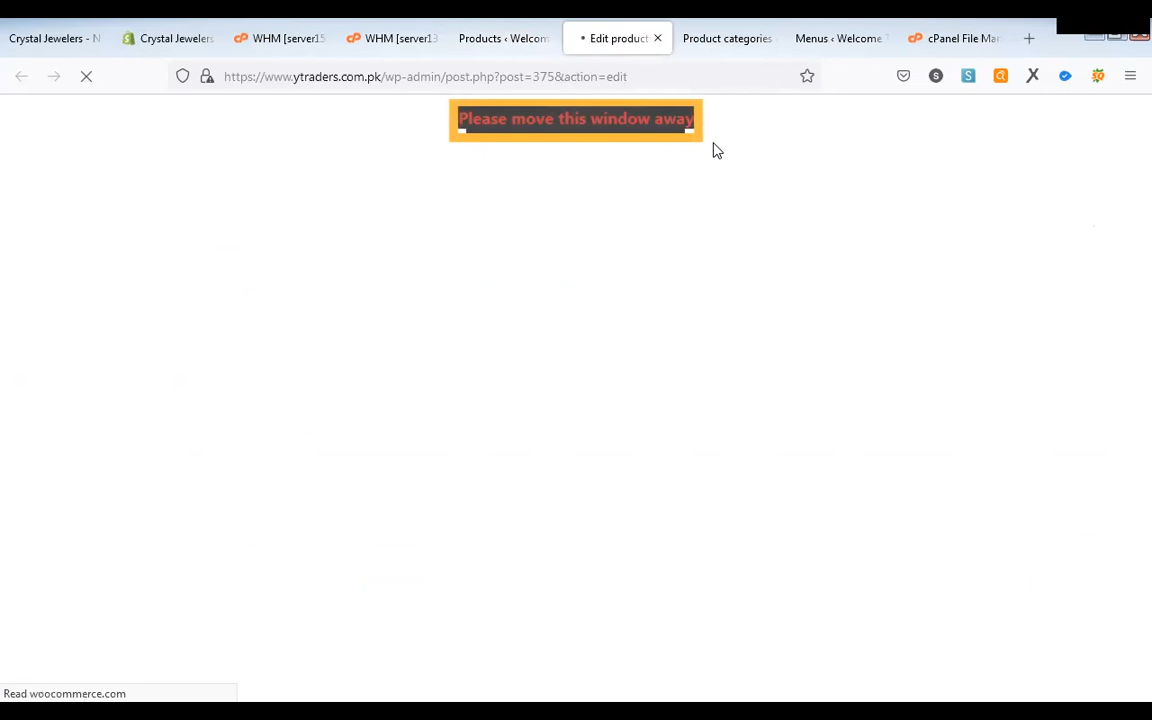 Crystal Jewelers - N
Crystal Jewelers
WHM [server15
WHM [server13
Products ‹ Welcom
Edit product
Product categories
Menus ‹ Welcome
cPanel File Mar
https://www.ytraders.com.pk/wp-admin/post.php?post=375&action=edit
Please move this window away
Read woocommerce.com